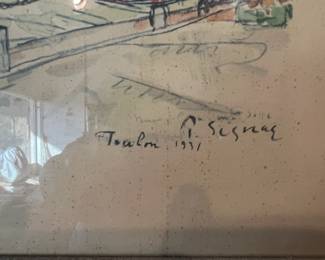 Toulon. 1931 P. Signac